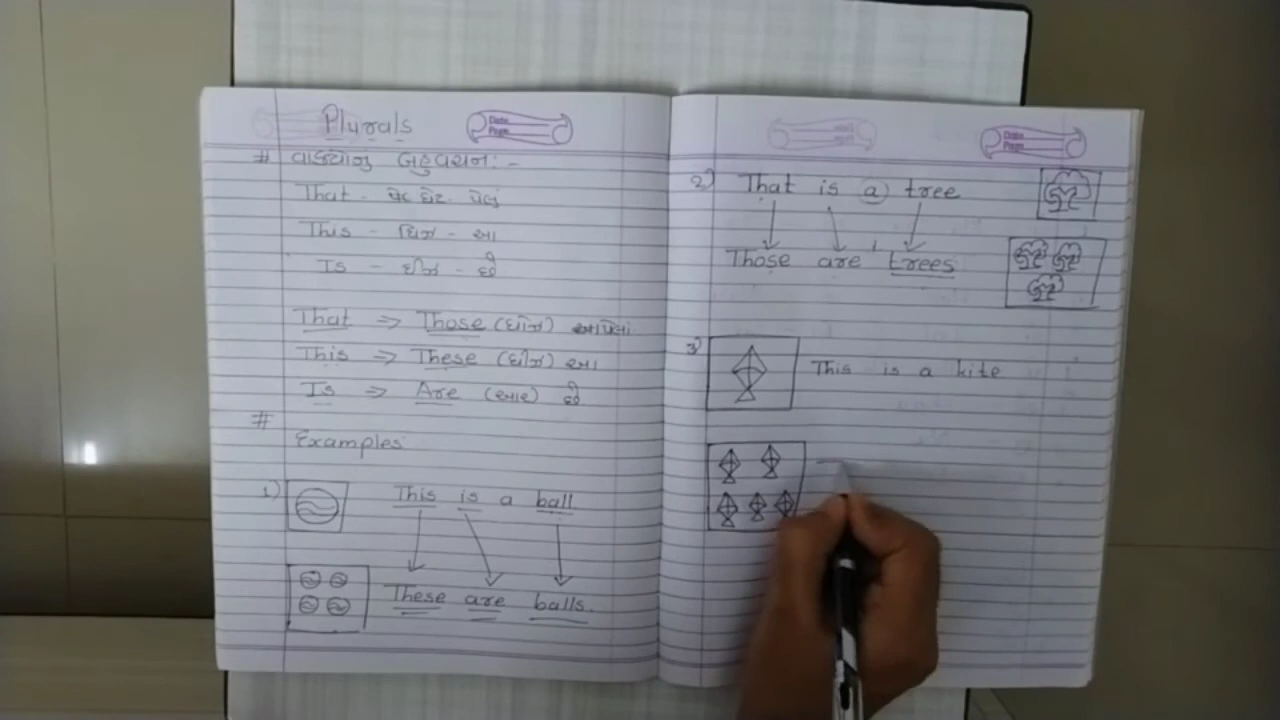 Plurals
Date
Page
# વાક્યોનું બહુવચન :-
That - ધેટ - પેલું
This - ધિઝ - આ
Is - ઈઝ - છે
That ⇒ Those (ધોઝ)
This ⇒ These (ધીઝ) આ
Is ⇒ Are (આર) છે
#
Examples
1) This is a ball
These are balls.
Date
Page
2) That is a tree
Those are trees
3) This is a kite